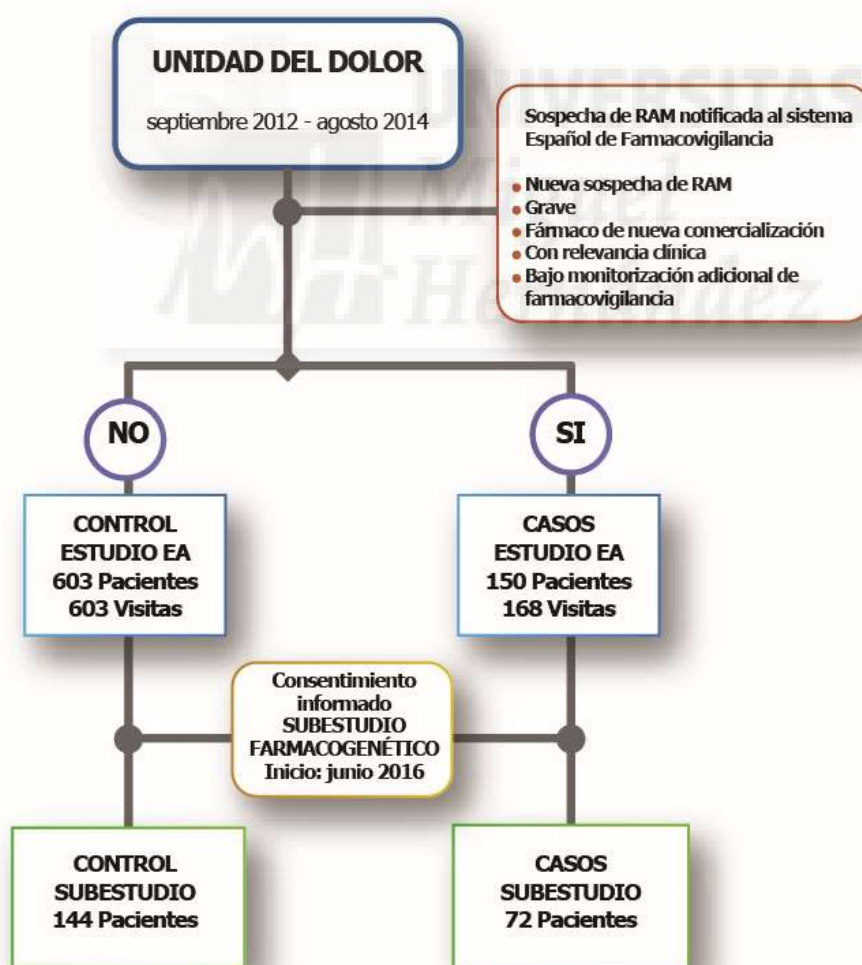 UNIVERSITAS
Miguel
Hernández
UNIDAD DEL DOLOR
septiembre 2012 - agosto 2014
Sospecha de RAM notificada al sistema
Español de Farmacovigilancia
• Nueva sospecha de RAM
• Grave
• Fármaco de nueva comercialización
• Con relevancia clínica
• Bajo monitorización adicional de
farmacovigilancia
NO
SI
CONTROL
ESTUDIO EA
603 Pacientes
603 Visitas
CASOS
ESTUDIO EA
150 Pacientes
168 Visitas
Consentimiento
informado
SUBESTUDIO
FARMACOGENÉTICO
Inicio: junio 2016
CONTROL
SUBESTUDIO
144 Pacientes
CASOS
SUBESTUDIO
72 Pacientes